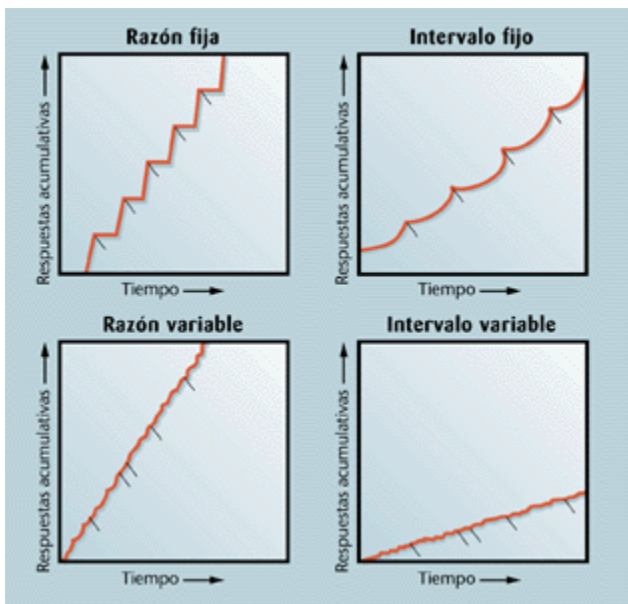 Razón fija
Respuestas acumulativas
Tiempo
Intervalo fijo
Respuestas acumulativas
Tiempo
Razón variable
Respuestas acumulativas
Tiempo
Intervalo variable
Respuestas acumulativas
Tiempo